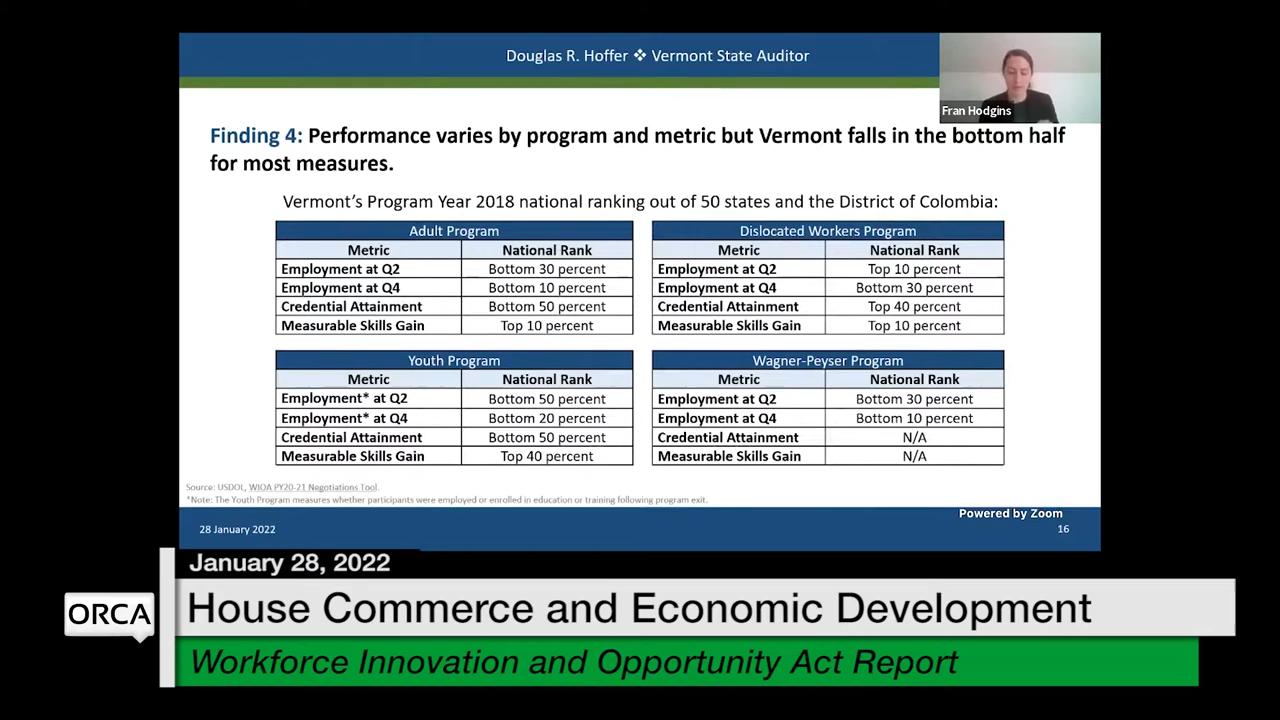 Douglas R. Hoffer ❖ Vermont State Auditor
Fran Hodgins
Finding 4: Performance varies by program and metric but Vermont falls in the bottom half
for most measures.
Vermont's Program Year 2018 national ranking out of 50 states and the District of Colombia:
Adult Program
Metric National Rank
Employment at Q2 Bottom 30 percent
Employment at Q4 Bottom 10 percent
Credential Attainment Bottom 50 percent
Measurable Skills Gain Top 10 percent
Dislocated Workers Program
Metric National Rank
Employment at Q2 Top 10 percent
Employment at Q4 Bottom 30 percent
Credential Attainment Top 40 percent
Measurable Skills Gain Top 10 percent
Youth Program
Metric National Rank
Employment* at Q2 Bottom 50 percent
Employment* at Q4 Bottom 20 percent
Credential Attainment Bottom 50 percent
Measurable Skills Gain Top 40 percent
Wagner-Peyser Program
Metric National Rank
Employment at Q2 Bottom 30 percent
Employment at Q4 Bottom 10 percent
Credential Attainment N/A
Measurable Skills Gain N/A
Source: USDOL, WIOA PY20-21 Negotiations Tool.
*Note: The Youth Program measures whether participants were employed or enrolled in education or training following program exit.
Powered by Zoom
28 January 2022 16
January 28, 2022
ORCA
House Commerce and Economic Development
Workforce Innovation and Opportunity Act Report